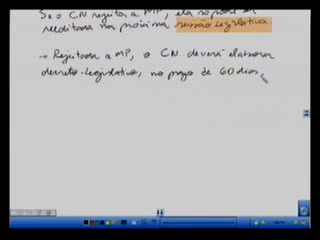 Se o CN rejeita a MP, ela só pode ser
reeditada na próxima sessão legislativa.
→ Rejeitada a MP, o CN deverá elaborar
decreto-legislativo, no prazo de 60 dias,